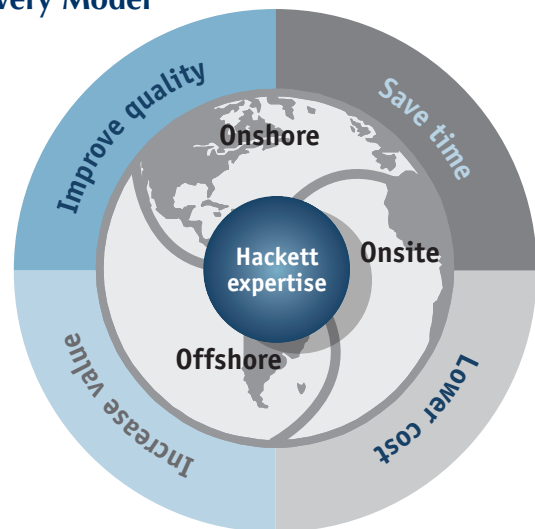 very Model
Improve quality
Save time
Onshore
Hackett
expertise
Onsite
Offshore
Increase value
Lower cost